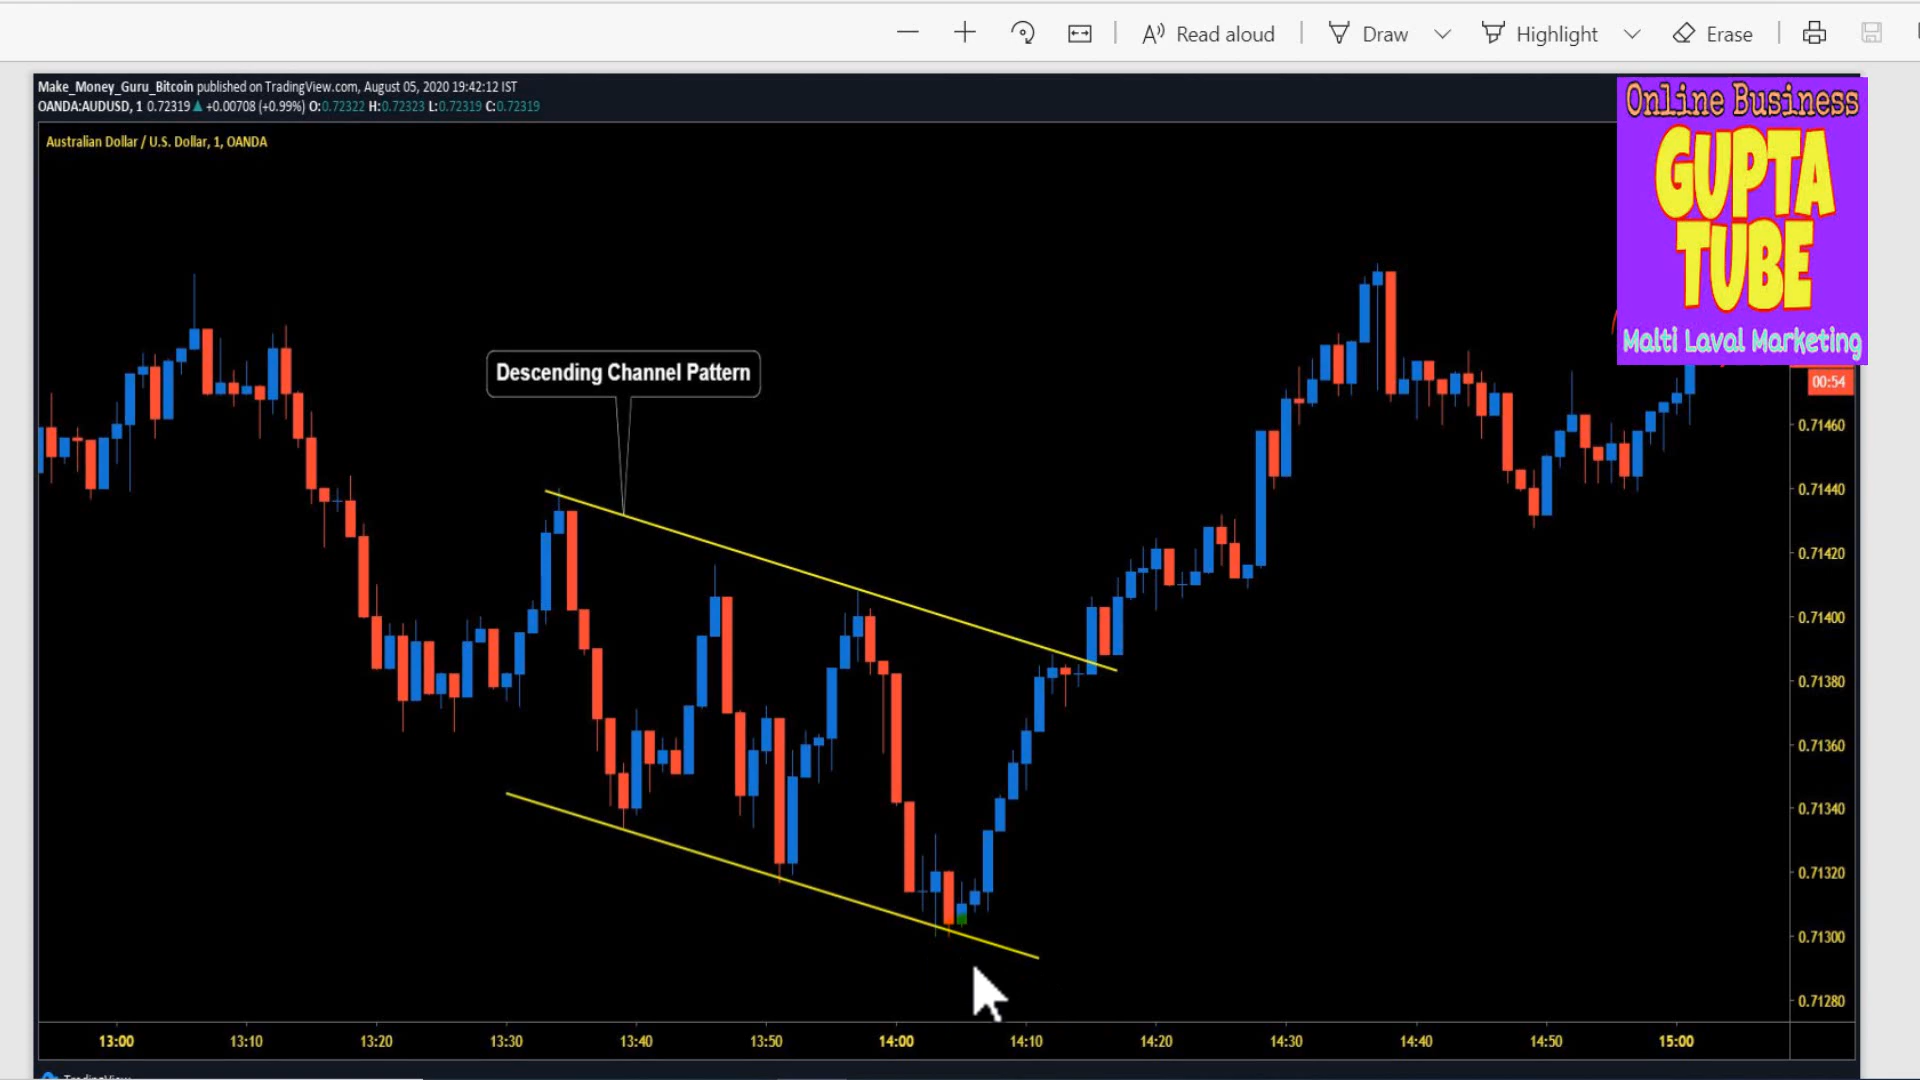 Read aloud
Draw
Highlight
Erase
Make_Money_Guru_Bitcoin published on TradingView.com, August 05, 2020 19:42:12 IST
OANDA:AUDUSD, 1 0.72319 ▲ +0.00708 (+0.99%) O:0.72322 H:0.72323 L:0.72319 C:0.72319
Australian Dollar / U.S. Dollar, 1, OANDA
Online Business
GUPTA
TUBE
Malti Laval Marketing
Descending Channel Pattern
00:54
0.71460
0.71440
0.71420
0.71400
0.71380
0.71360
0.71340
0.71320
0.71300
0.71280
13:00 13:10 13:20 13:30 13:40 13:50 14:00 14:10 14:20 14:30 14:40 14:50 15:00
TradingView